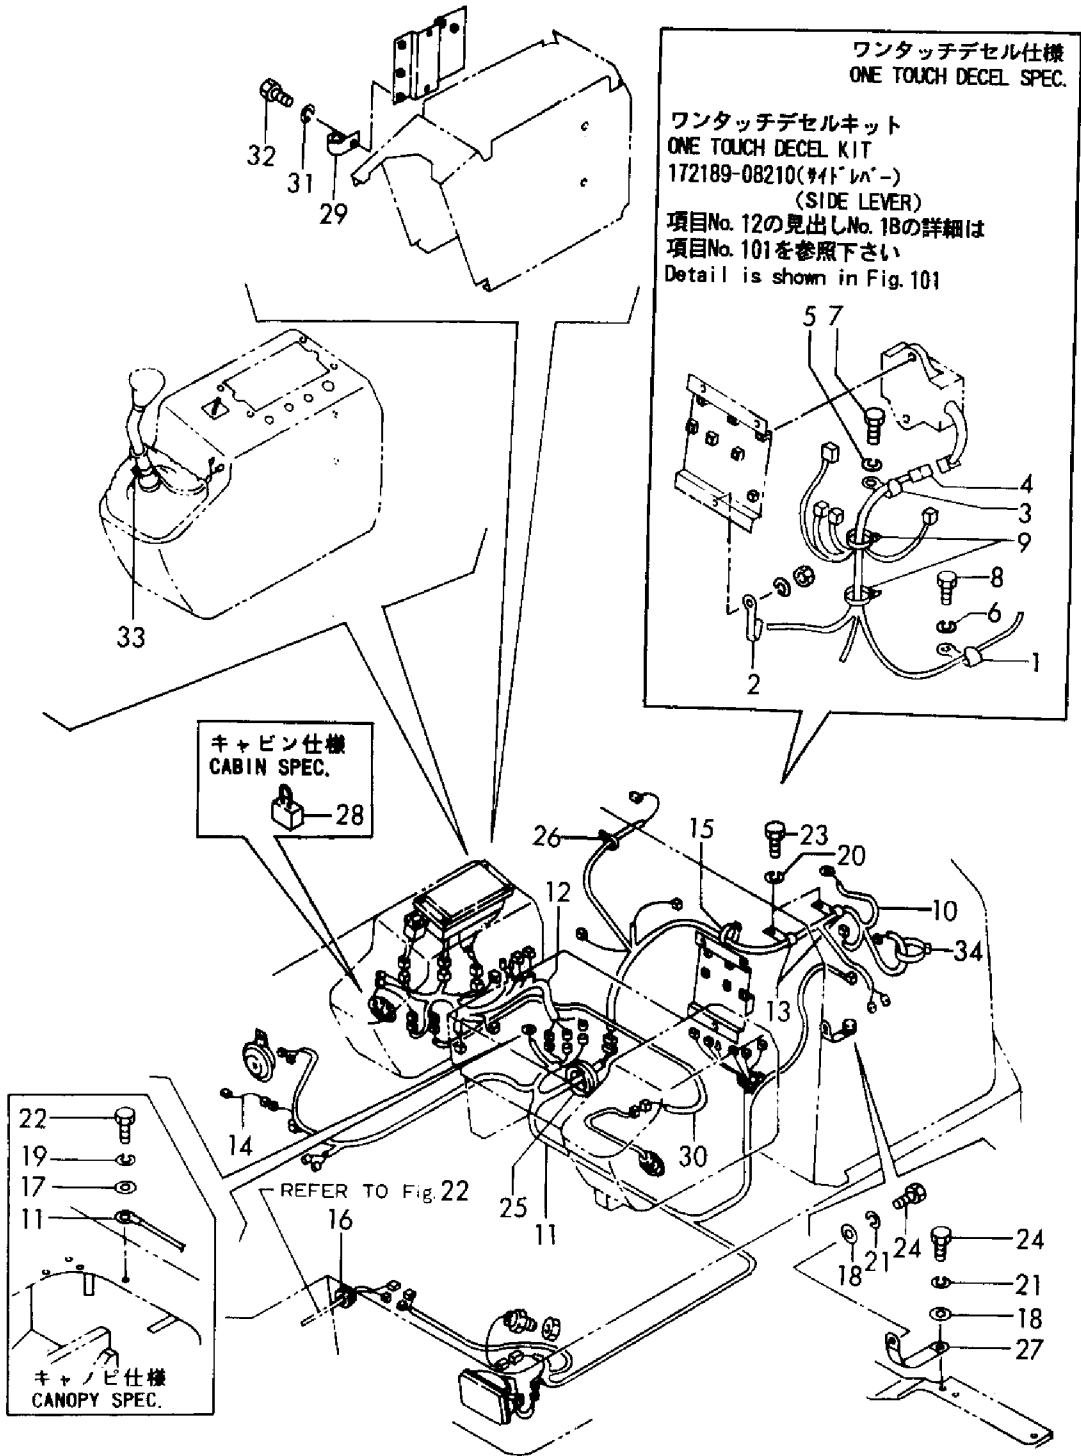 ワンタッチデセル仕様
ONE TOUCH DECEL SPEC.
ワンタッチデセルキット
ONE TOUCH DECEL KIT
172189-08210(サイドレバー)
(SIDE LEVER)
項目No. 12の見出しNo. 1Bの詳細は
項目No. 101を参照下さい
Detail is shown in Fig. 101
32
31
29
5 7
4
3
9
8
6
1
2
33
キャビン仕様
CABIN SPEC.
28
26
15
23
20
12
10
34
13
14
25
11
30
22
19
17
11
キャノピ仕様
CANOPY SPEC.
REFER TO Fig. 22
16
18
21
24
24
21
18
27